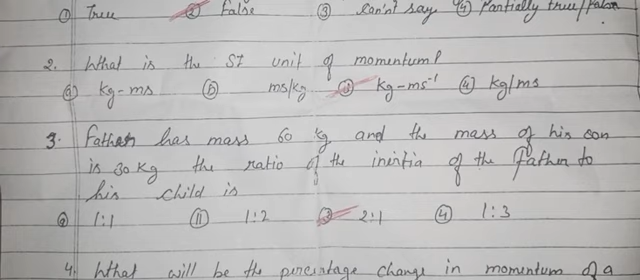 ① True ② False ③ Can't say ④ Partially true/False
2. What is the SI unit of momentum?
ⓐ kg-ms ⓑ ms/kg ③ kg-ms⁻¹ ④ kg/ms
3. Father has mass 60 kg and the mass of his son
is 30 kg the ratio of the inertia of the Father to
his child is
1:1 ⑪ 1:2 ③ 2:1 ④ 1:3
4. What will be the percentage change in momentum of a